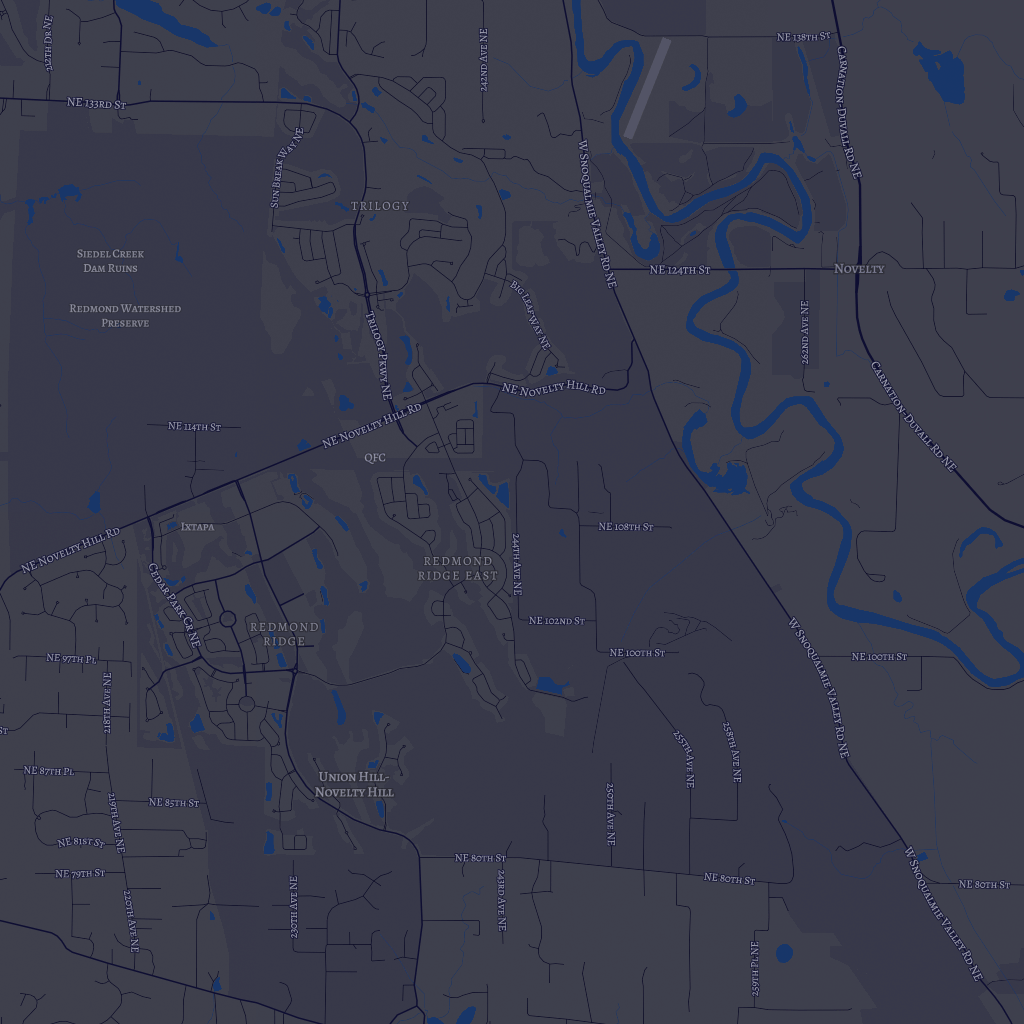 212th Dr NE
242nd Ave NE
NE 138th St
Carnation-Duvall Rd NE
NE 133rd St
Sun Break Way NE
W Snoqualmie Valley Rd NE
TRILOGY
Siedel Creek
Dam Ruins
NE 124th St
Novelty
Redmond Watershed
Preserve
Big Leaf Way NE
262nd Ave NE
Trilogy Pkwy NE
NE Novelty Hill Rd
NE Novelty Hill Rd
Carnation-Duvall Rd NE
NE 114th St
QFC
Ixtapa
NE 108th St
NE Novelty Hill Rd
244th Ave NE
REDMOND
RIDGE EAST
Cedar Park Cr NE
NE 102nd St
REDMOND
RIDGE
NE 97th Pl
NE 100th St
NE 100th St
W Snoqualmie Valley Rd NE
218th Ave NE
St
255th Ave NE
258th Ave NE
NE 87th Pl
Union Hill-
Novelty Hill
NE 85th St
219th Ave NE
250th Ave NE
NE 81st St
NE 80th St
NE 79th St
NE 80th St
NE 80th St
W Snoqualmie Valley Rd NE
220th Ave NE
230th Ave NE
243rd Ave NE
259th Pl NE